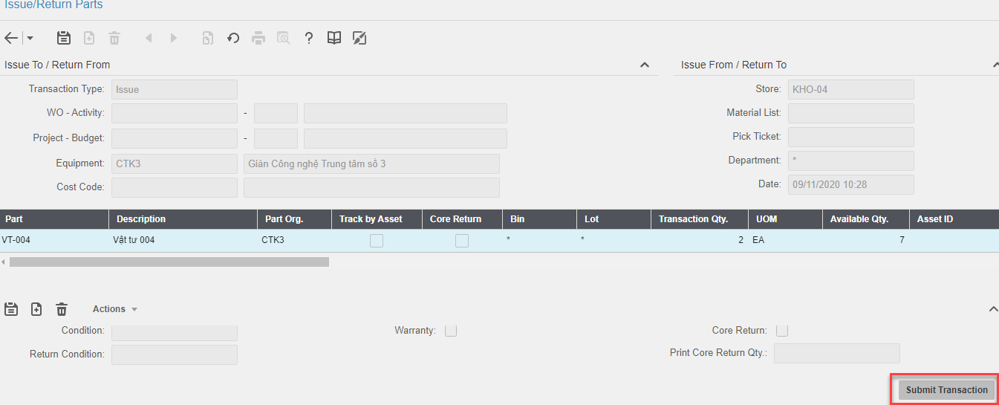 Issue/Return Parts
Issue To / Return From
Issue From / Return To
Transaction Type: Issue
Store: KHO-04
WO - Activity: -
Material List:
Project - Budget: -
Pick Ticket:
Equipment: CTK3 Giàn Công nghệ Trung tâm số 3
Department: *
Cost Code:
Date: 09/11/2020 10:28
Part Description Part Org. Track by Asset Core Return Bin Lot Transaction Qty. UOM Available Qty. Asset ID
VT-004 Vật tư 004 CTK3 * * 2 EA 7
Actions
Condition: Warranty: Core Return:
Return Condition: Print Core Return Qty.:
Submit Transaction